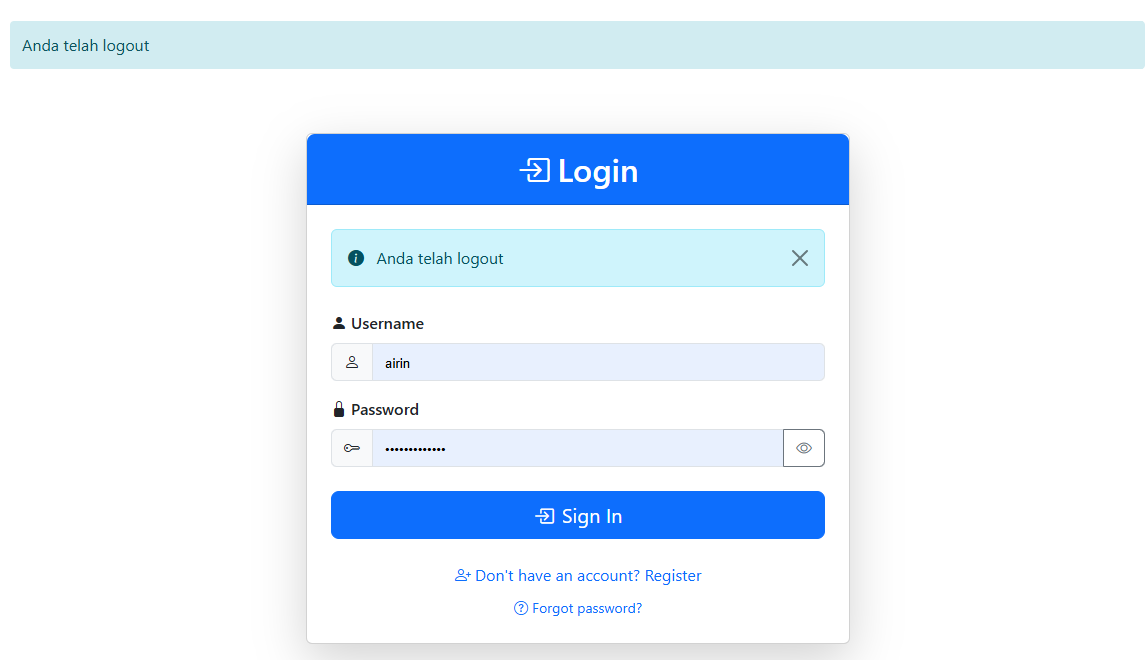 Anda telah logout
Login
Anda telah logout
Username
airin
Password
•••••••••••••
Sign In
Don't have an account? Register
Forgot password?